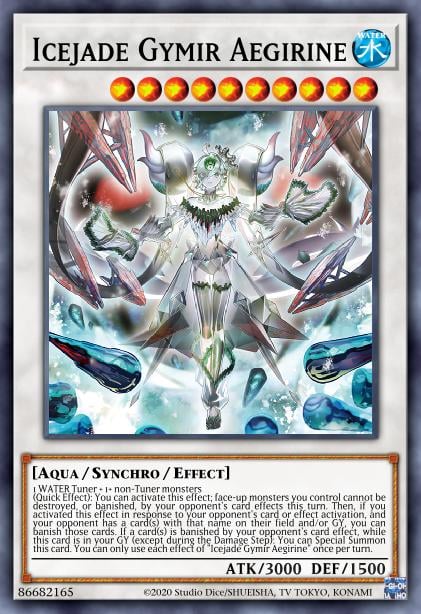 ICEJADE GYMIR AEGIRINE
WATER
水
[AQUA / SYNCHRO / EFFECT]
1 WATER Tuner + 1+ non-Tuner monsters
(Quick Effect): You can activate this effect; face-up monsters you control cannot be
destroyed, or banished, by your opponent's card effects this turn. Then, if you
activated this effect in response to your opponent's card or effect activation, and
your opponent has a card(s) with that name on their field and/or GY, you can
banish those cards. If a card(s) is banished by your opponent's card effect, while
this card is in your GY (except during the Damage Step): You can Special Summon
this card. You can only use each effect of "Icejade Gymir Aegirine" once per turn.
ATK/3000 DEF/1500
86682165
©2020 Studio Dice/SHUEISHA, TV TOKYO, KONAMI